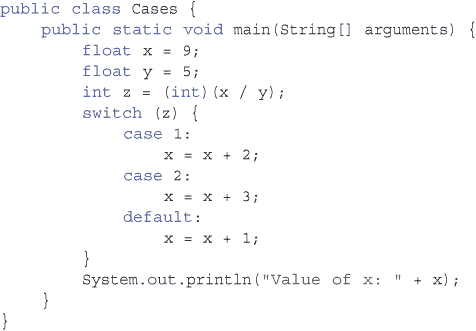 public class Cases {
    public static void main(String[] arguments) {
        float x = 9;
        float y = 5;
        int z = (int)(x / y);
        switch (z) {
            case 1:
                x = x + 2;
            case 2:
                x = x + 3;
            default:
                x = x + 1;
        }
        System.out.println("Value of x: " + x);
    }
}